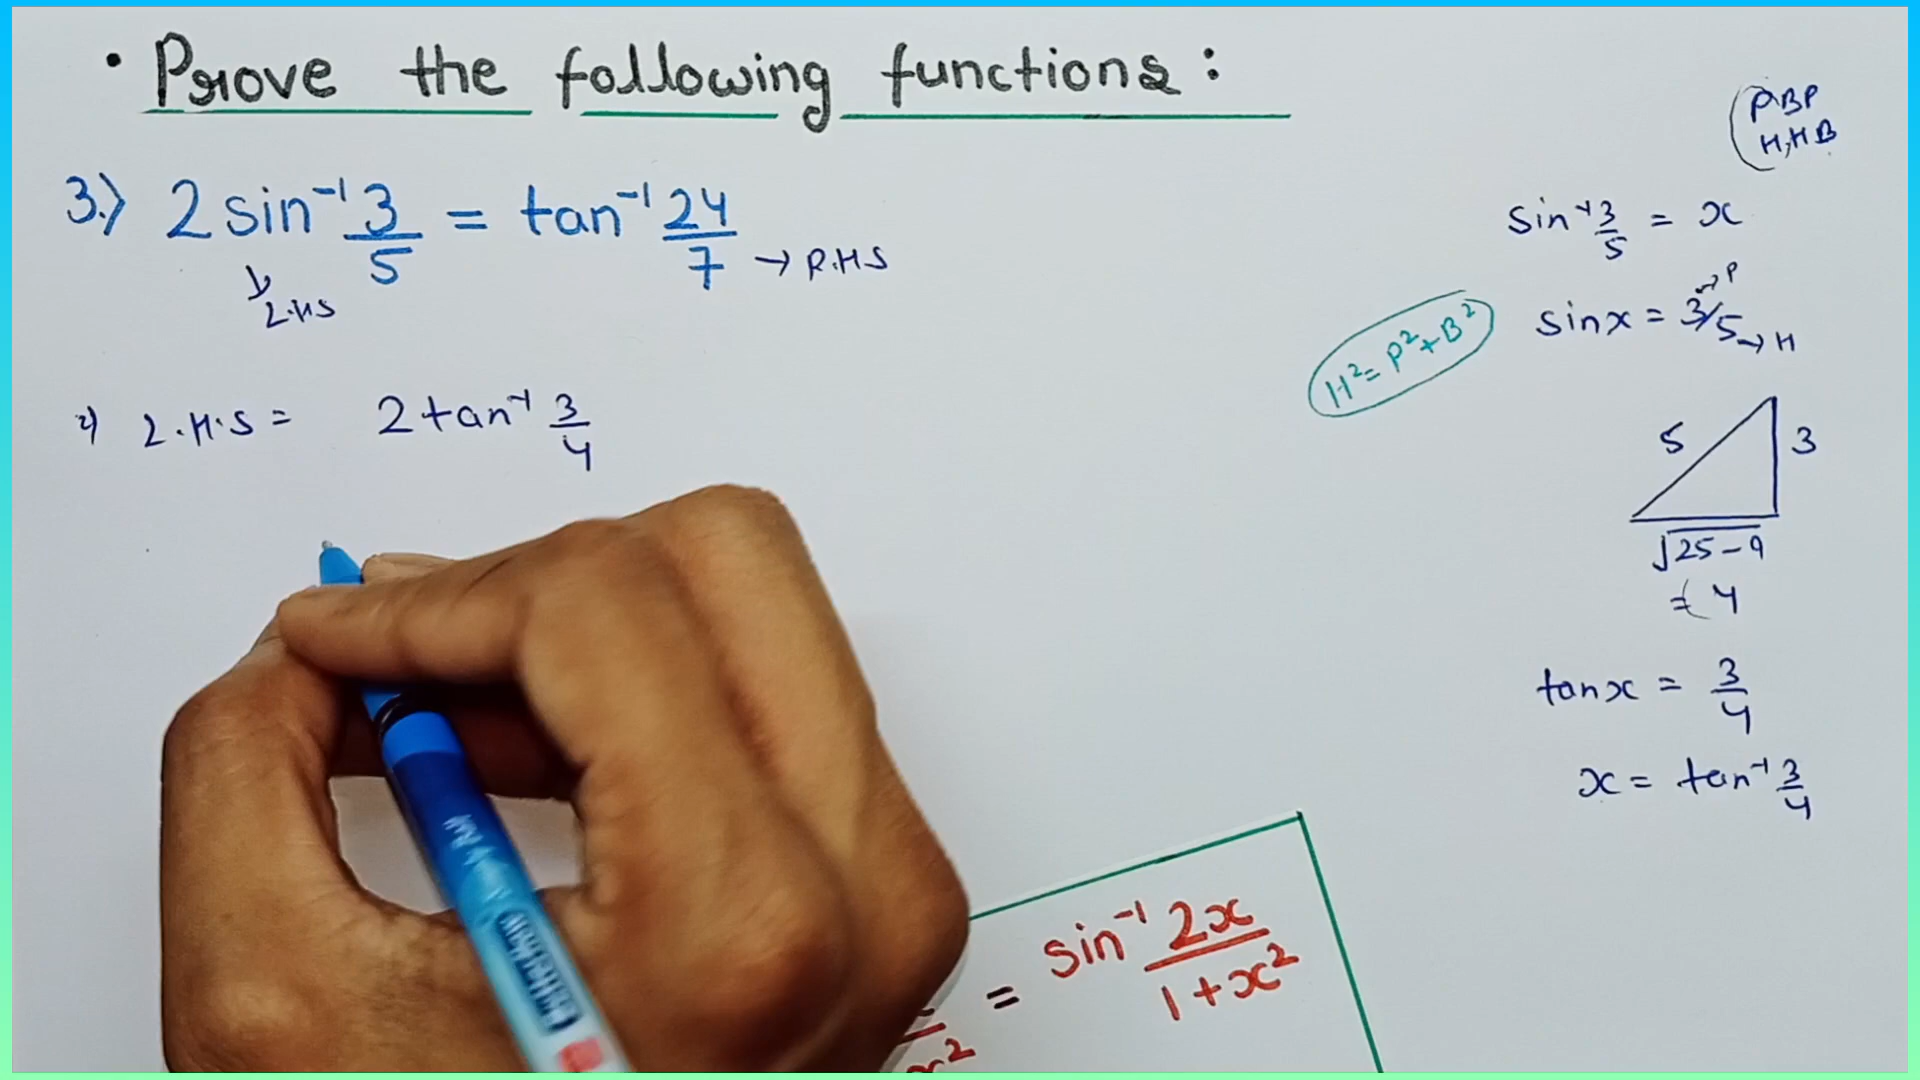 • Prove the following functions :
3.) 2 sin⁻¹ 3/5 = tan⁻¹ 24/7 → R.H.S
L.H.S
L.H.S = 2 tan⁻¹ 3/4
PBP
H,HB
sin⁻¹ 3/5 = x
sin x = 3/5 → H
→ P
H² = P² + B²
5
3
√25 - 9
= 4
tan x = 3/4
x = tan⁻¹ 3/4
= sin⁻¹ 2x/1 + x²